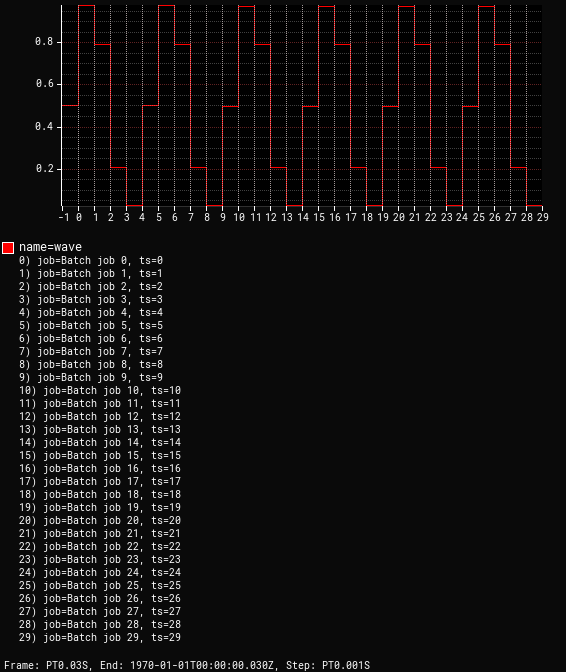 0.8
0.6
0.4
0.2
-1 0 1 2 3 4 5 6 7 8 9 10 11 12 13 14 15 16 17 18 19 20 21 22 23 24 25 26 27 28 29
name=wave
0) job=Batch job 0, ts=0
1) job=Batch job 1, ts=1
2) job=Batch job 2, ts=2
3) job=Batch job 3, ts=3
4) job=Batch job 4, ts=4
5) job=Batch job 5, ts=5
6) job=Batch job 6, ts=6
7) job=Batch job 7, ts=7
8) job=Batch job 8, ts=8
9) job=Batch job 9, ts=9
10) job=Batch job 10, ts=10
11) job=Batch job 11, ts=11
12) job=Batch job 12, ts=12
13) job=Batch job 13, ts=13
14) job=Batch job 14, ts=14
15) job=Batch job 15, ts=15
16) job=Batch job 16, ts=16
17) job=Batch job 17, ts=17
18) job=Batch job 18, ts=18
19) job=Batch job 19, ts=19
20) job=Batch job 20, ts=20
21) job=Batch job 21, ts=21
22) job=Batch job 22, ts=22
23) job=Batch job 23, ts=23
24) job=Batch job 24, ts=24
25) job=Batch job 25, ts=25
26) job=Batch job 26, ts=26
27) job=Batch job 27, ts=27
28) job=Batch job 28, ts=28
29) job=Batch job 29, ts=29
Frame: PT0.03S, End: 1970-01-01T00:00:00.030Z, Step: PT0.001S